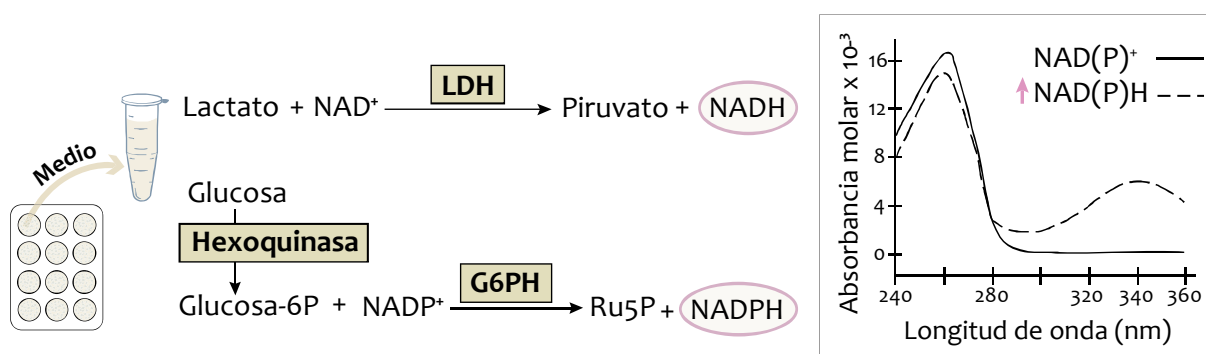 Medio
LDH
Lactato + NAD⁺ Piruvato + NADH
Glucosa
Hexoquinasa
G6PH
Glucosa-6P + NADP⁺ Ru5P + NADPH
Absorbancia molar x 10⁻³
16
12
8
4
0
240 280 320 360
Longitud de onda (nm)
NAD(P)⁺
NAD(P)H